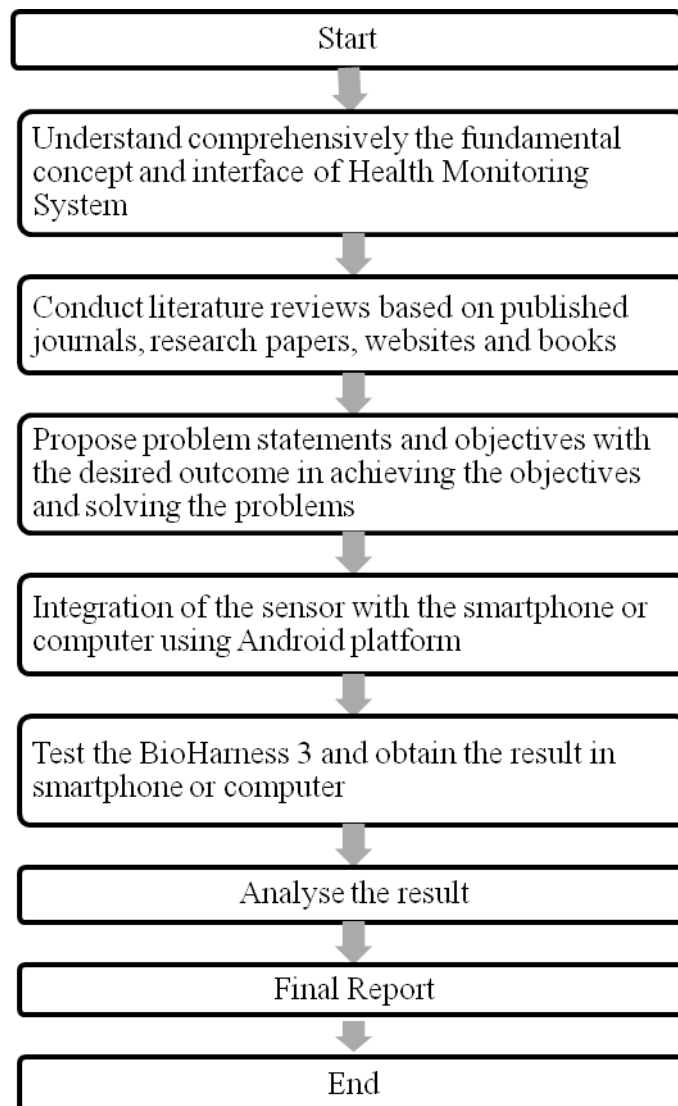 Start
Understand comprehensively the fundamental
concept and interface of Health Monitoring
System
Conduct literature reviews based on published
journals, research papers, websites and books
Propose problem statements and objectives with
the desired outcome in achieving the objectives
and solving the problems
Integration of the sensor with the smartphone or
computer using Android platform
Test the BioHarness 3 and obtain the result in
smartphone or computer
Analyse the result
Final Report
End